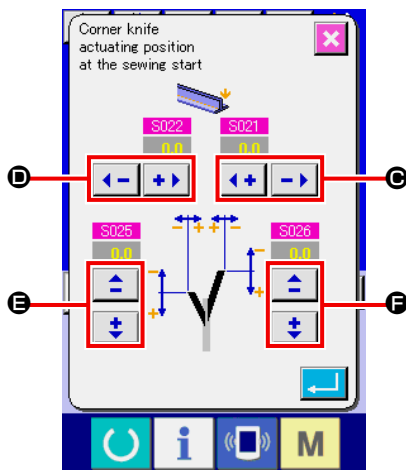 Corner knife
actuating position
at the sewing start
S022 S021
0.0 0.0
D − + + − C
S025 S026
0.0 0.0
− + − + −
E − − F
+ + +
+ +
i M